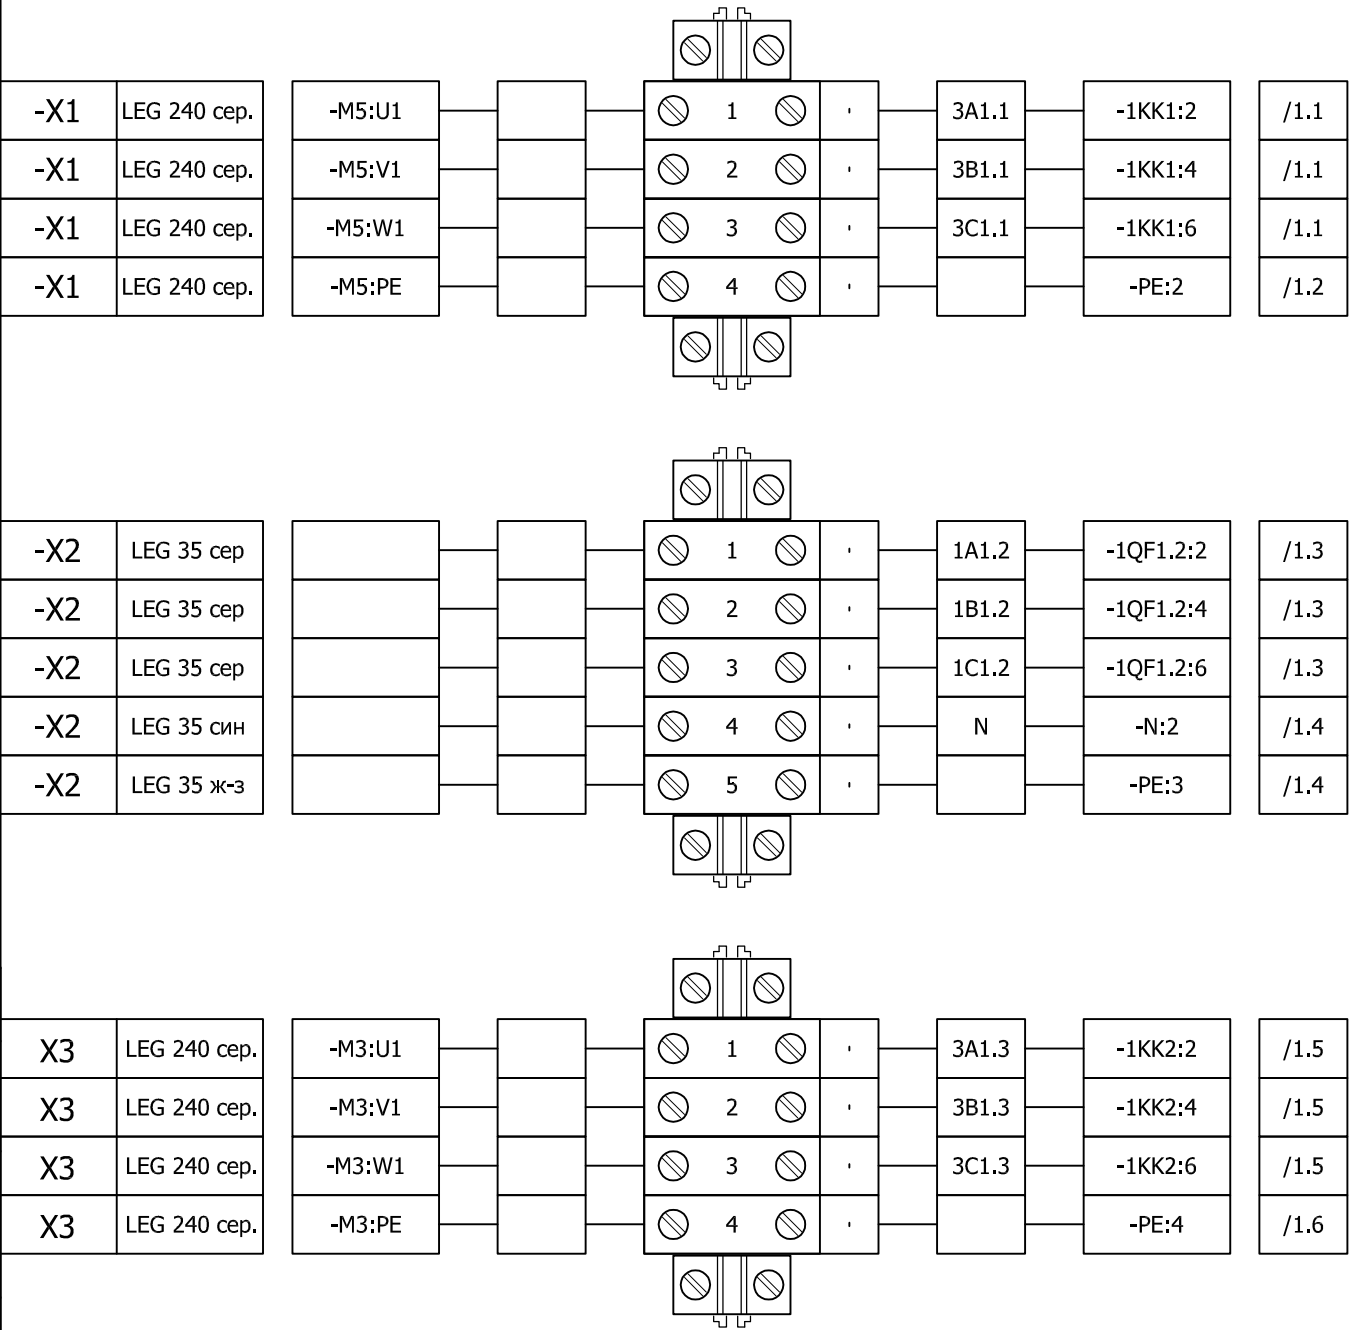 -X1 LEG 240 сер. -M5:U1 1 3A1.1 -1KK1:2 /1.1
-X1 LEG 240 сер. -M5:V1 2 3B1.1 -1KK1:4 /1.1
-X1 LEG 240 сер. -M5:W1 3 3C1.1 -1KK1:6 /1.1
-X1 LEG 240 сер. -M5:PE 4 -PE:2 /1.2
-X2 LEG 35 сер 1 1A1.2 -1QF1.2:2 /1.3
-X2 LEG 35 сер 2 1B1.2 -1QF1.2:4 /1.3
-X2 LEG 35 сер 3 1C1.2 -1QF1.2:6 /1.3
-X2 LEG 35 син 4 N -N:2 /1.4
-X2 LEG 35 ж-з 5 -PE:3 /1.4
X3 LEG 240 сер. -M3:U1 1 3A1.3 -1KK2:2 /1.5
X3 LEG 240 сер. -M3:V1 2 3B1.3 -1KK2:4 /1.5
X3 LEG 240 сер. -M3:W1 3 3C1.3 -1KK2:6 /1.5
X3 LEG 240 сер. -M3:PE 4 -PE:4 /1.6